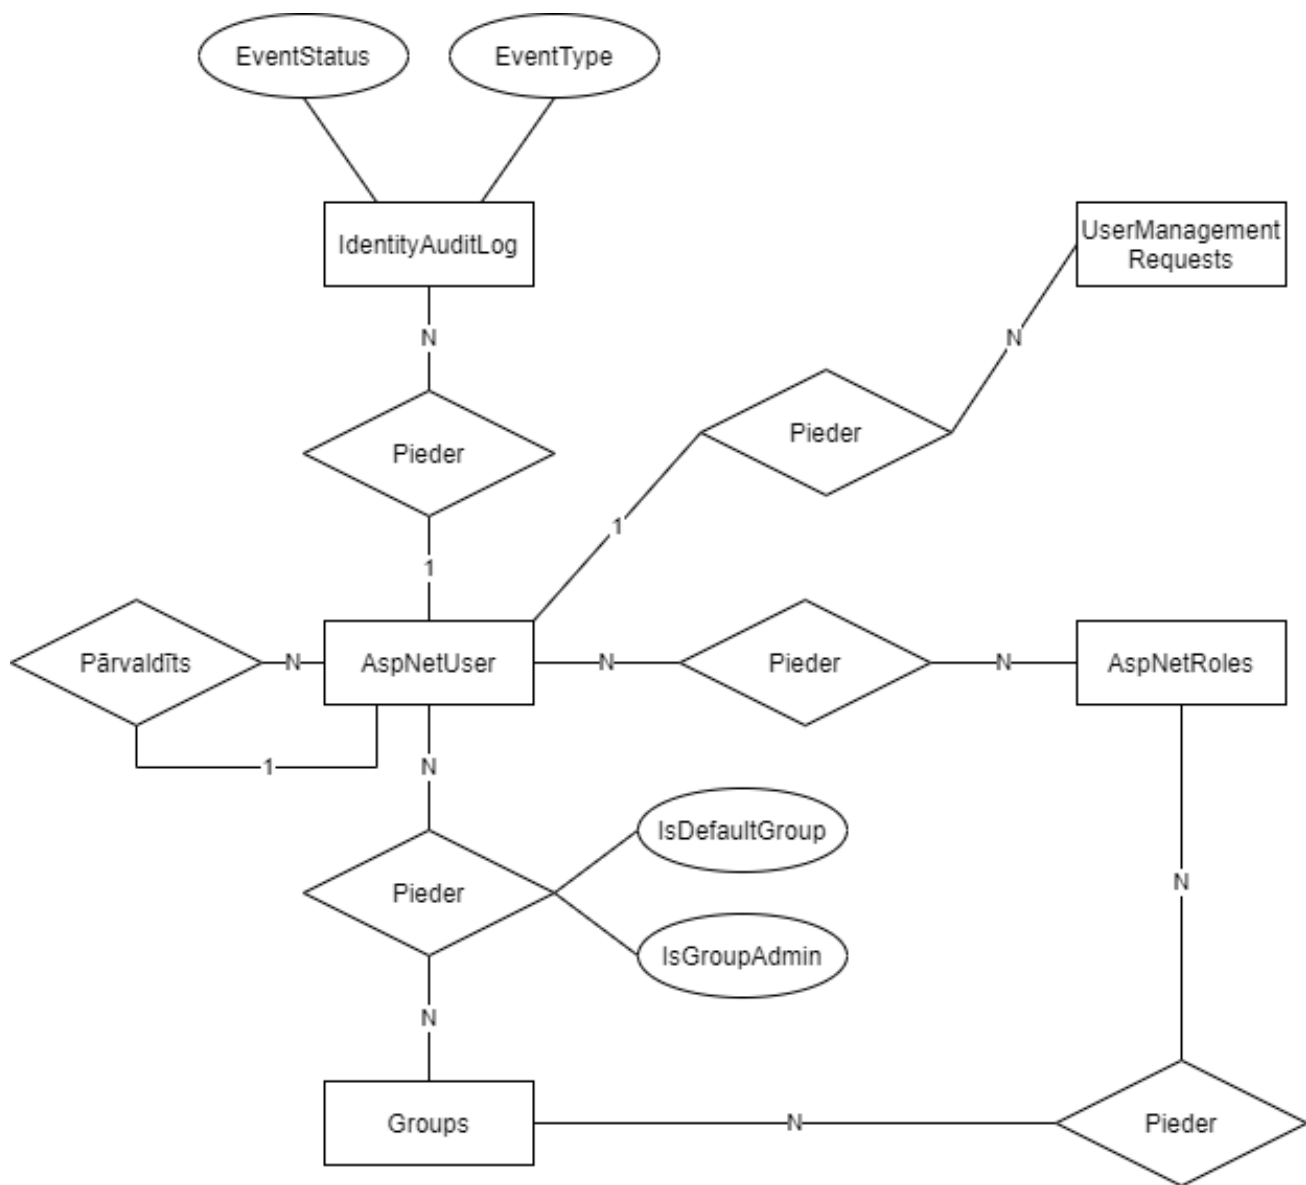 EventStatus
EventType
IdentityAuditLog
UserManagement
Requests
N
N
Pieder
Pieder
1
1
Pārvaldīts
N
AspNetUser
N
Pieder
N
AspNetRoles
1
N
IsDefaultGroup
Pieder
N
IsGroupAdmin
N
Groups
N
Pieder